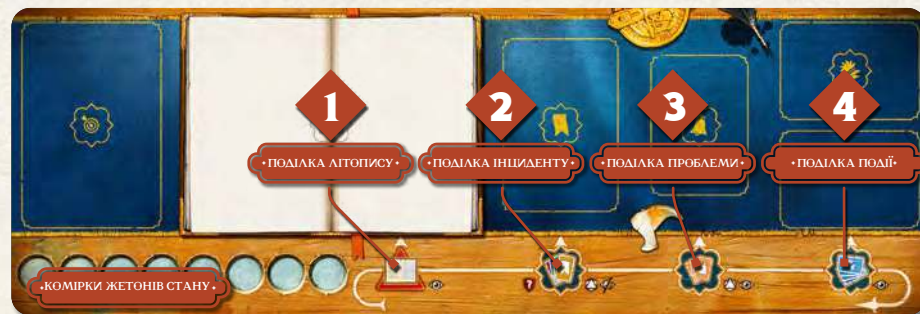 1
2
3
4
•ПОДІЛКА ЛІТОПИСУ•
•ПОДІЛКА ІНЦИДЕНТУ•
•ПОДІЛКА ПРОБЛЕМИ•
•ПОДІЛКА ПОДІЇ•
•КОМІРКИ ЖЕТОНІВ СТАНУ•
?